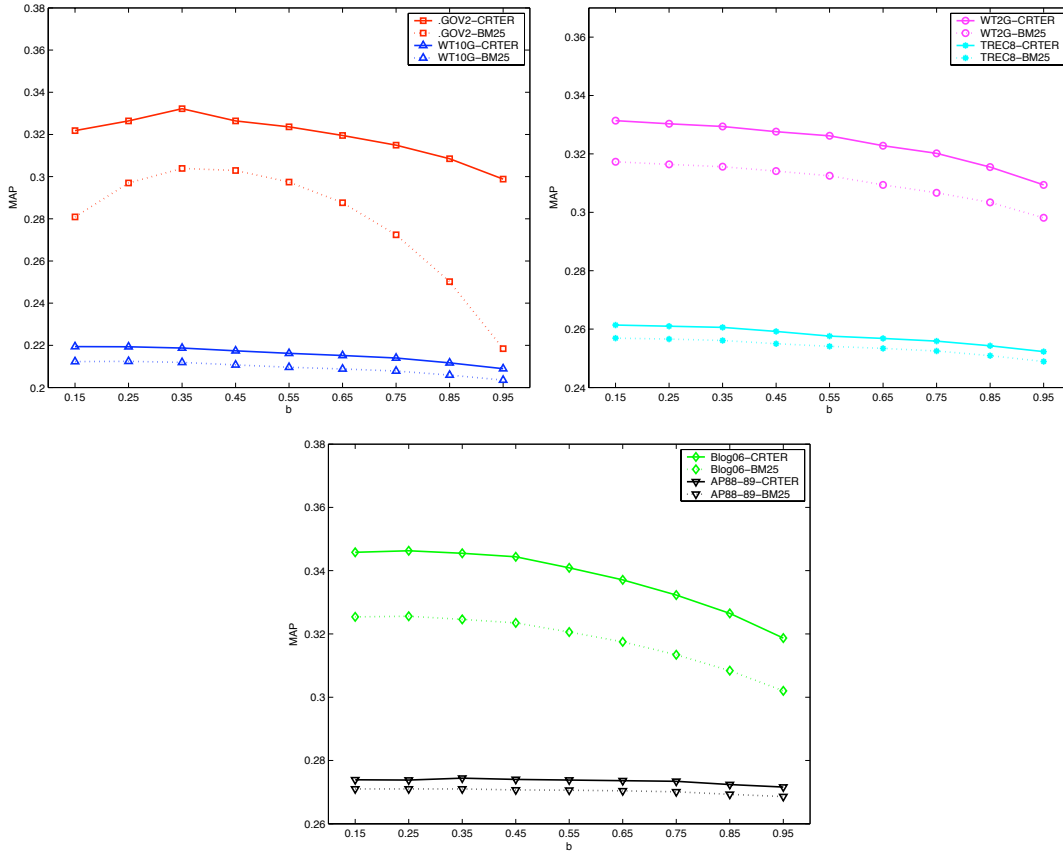 0.38
0.36
0.34
0.32
0.3
0.28
0.26
0.24
0.22
0.2
MAP
0.15 0.25 0.35 0.45 0.55 0.65 0.75 0.85 0.95
b
.GOV2−CRTER
.GOV2−BM25
WT10G−CRTER
WT10G−BM25
0.36
0.34
0.32
0.3
0.28
0.26
0.24
MAP
0.15 0.25 0.35 0.45 0.55 0.65 0.75 0.85 0.95
b
WT2G−CRTER
WT2G−BM25
TREC8−CRTER
TREC8−BM25
0.38
0.36
0.34
0.32
0.3
0.28
0.26
MAP
0.15 0.25 0.35 0.45 0.55 0.65 0.75 0.85 0.95
b
Blog06−CRTER
Blog06−BM25
AP88−89−CRTER
AP88−89−BM25